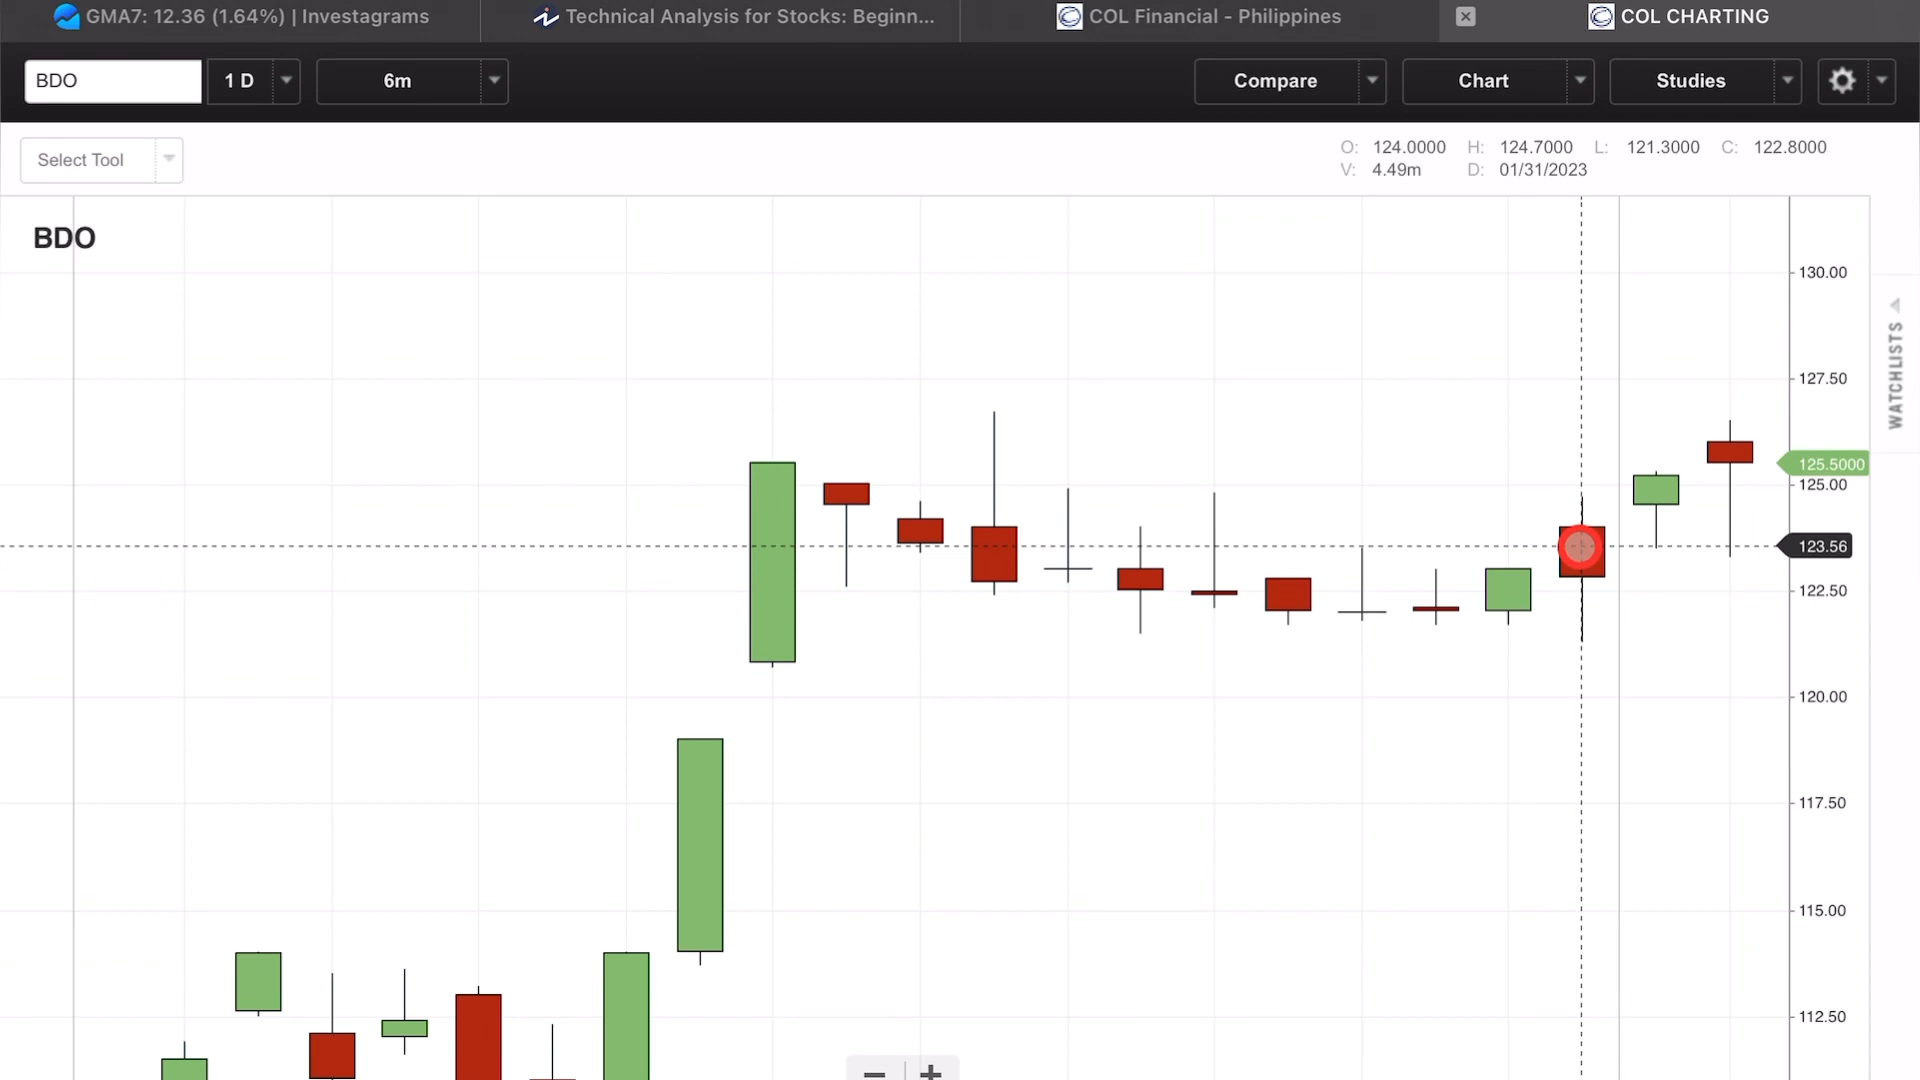 GMA7: 12.36 (1.64%) | Investagrams
Technical Analysis for Stocks: Beginn...
COL Financial - Philippines
COL CHARTING
BDO
1 D
6m
Compare
Chart
Studies
Select Tool
O: 124.0000 H: 124.7000 L: 121.3000 C: 122.8000
V: 4.49m D: 01/31/2023
BDO
130.00
127.50
125.5000
125.00
123.56
122.50
120.00
117.50
115.00
112.50
WATCHLISTS